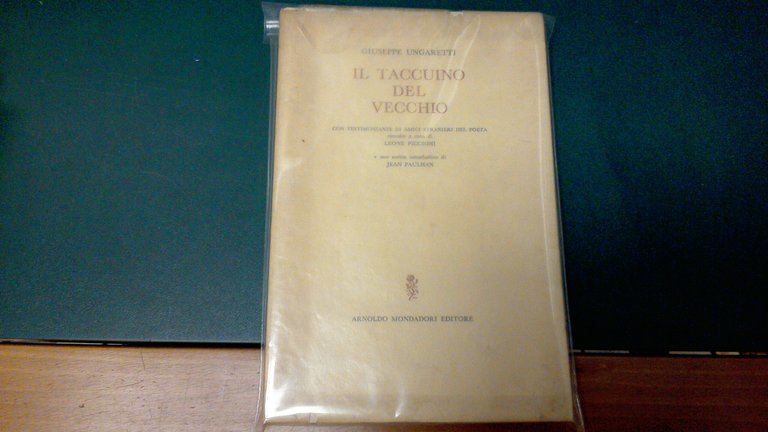 GIUSEPPE UNGARETTI
IL TACCUINO
DEL
VECCHIO
CON TESTIMONIANZE DI AMICI STRANIERI DEL POETA
raccolte a cura di
LEONE PICCIONI
e uno scritto introduttivo di
JEAN PAULHAN
ARNOLDO MONDADORI EDITORE